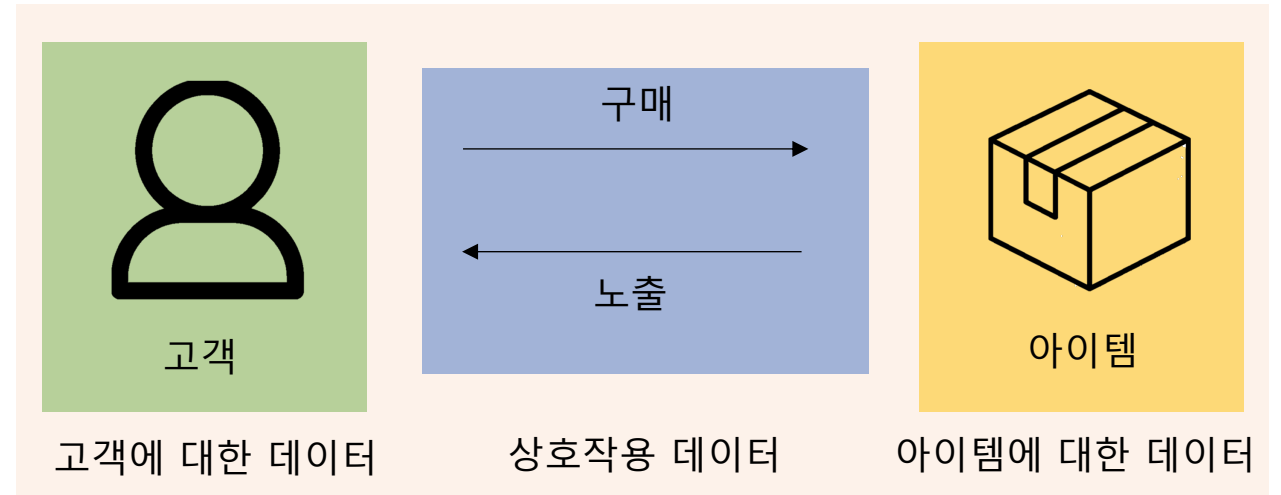 구매
노출
고객
아이템
고객에 대한 데이터
상호작용 데이터
아이템에 대한 데이터